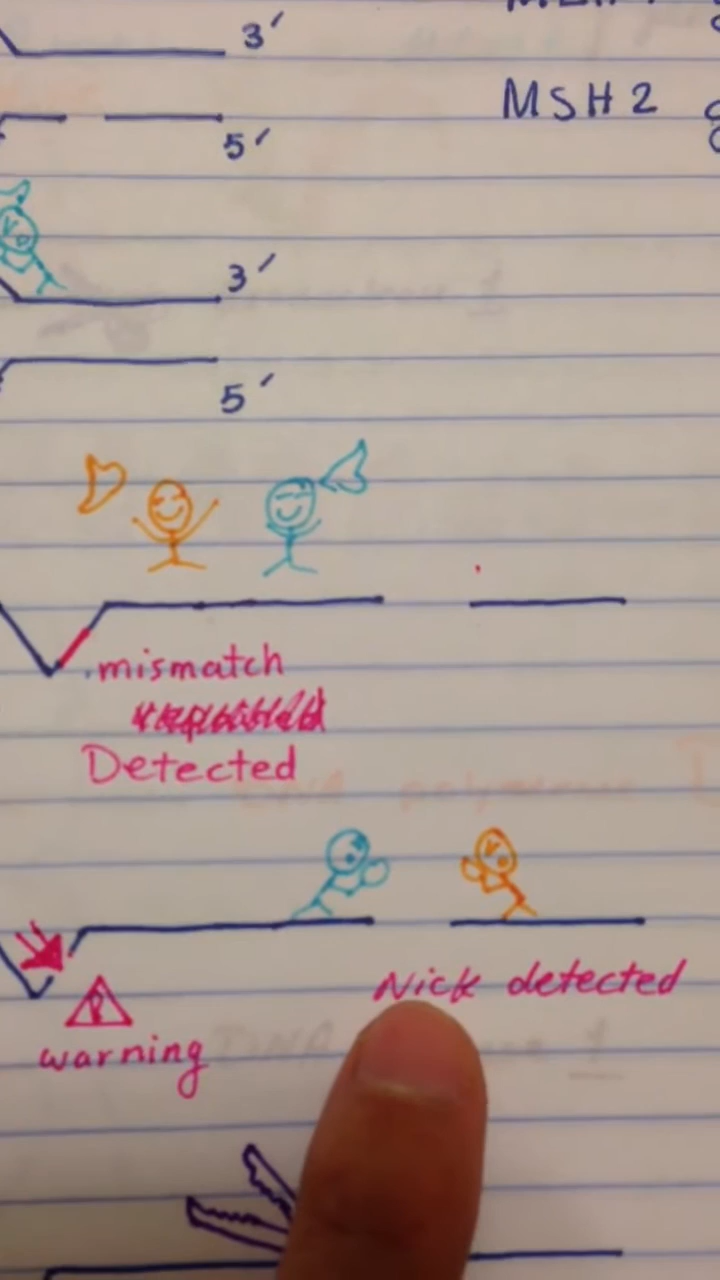 3′
MSH2
5′
3′
5′
mismatch
Detected
Nick detected
warning